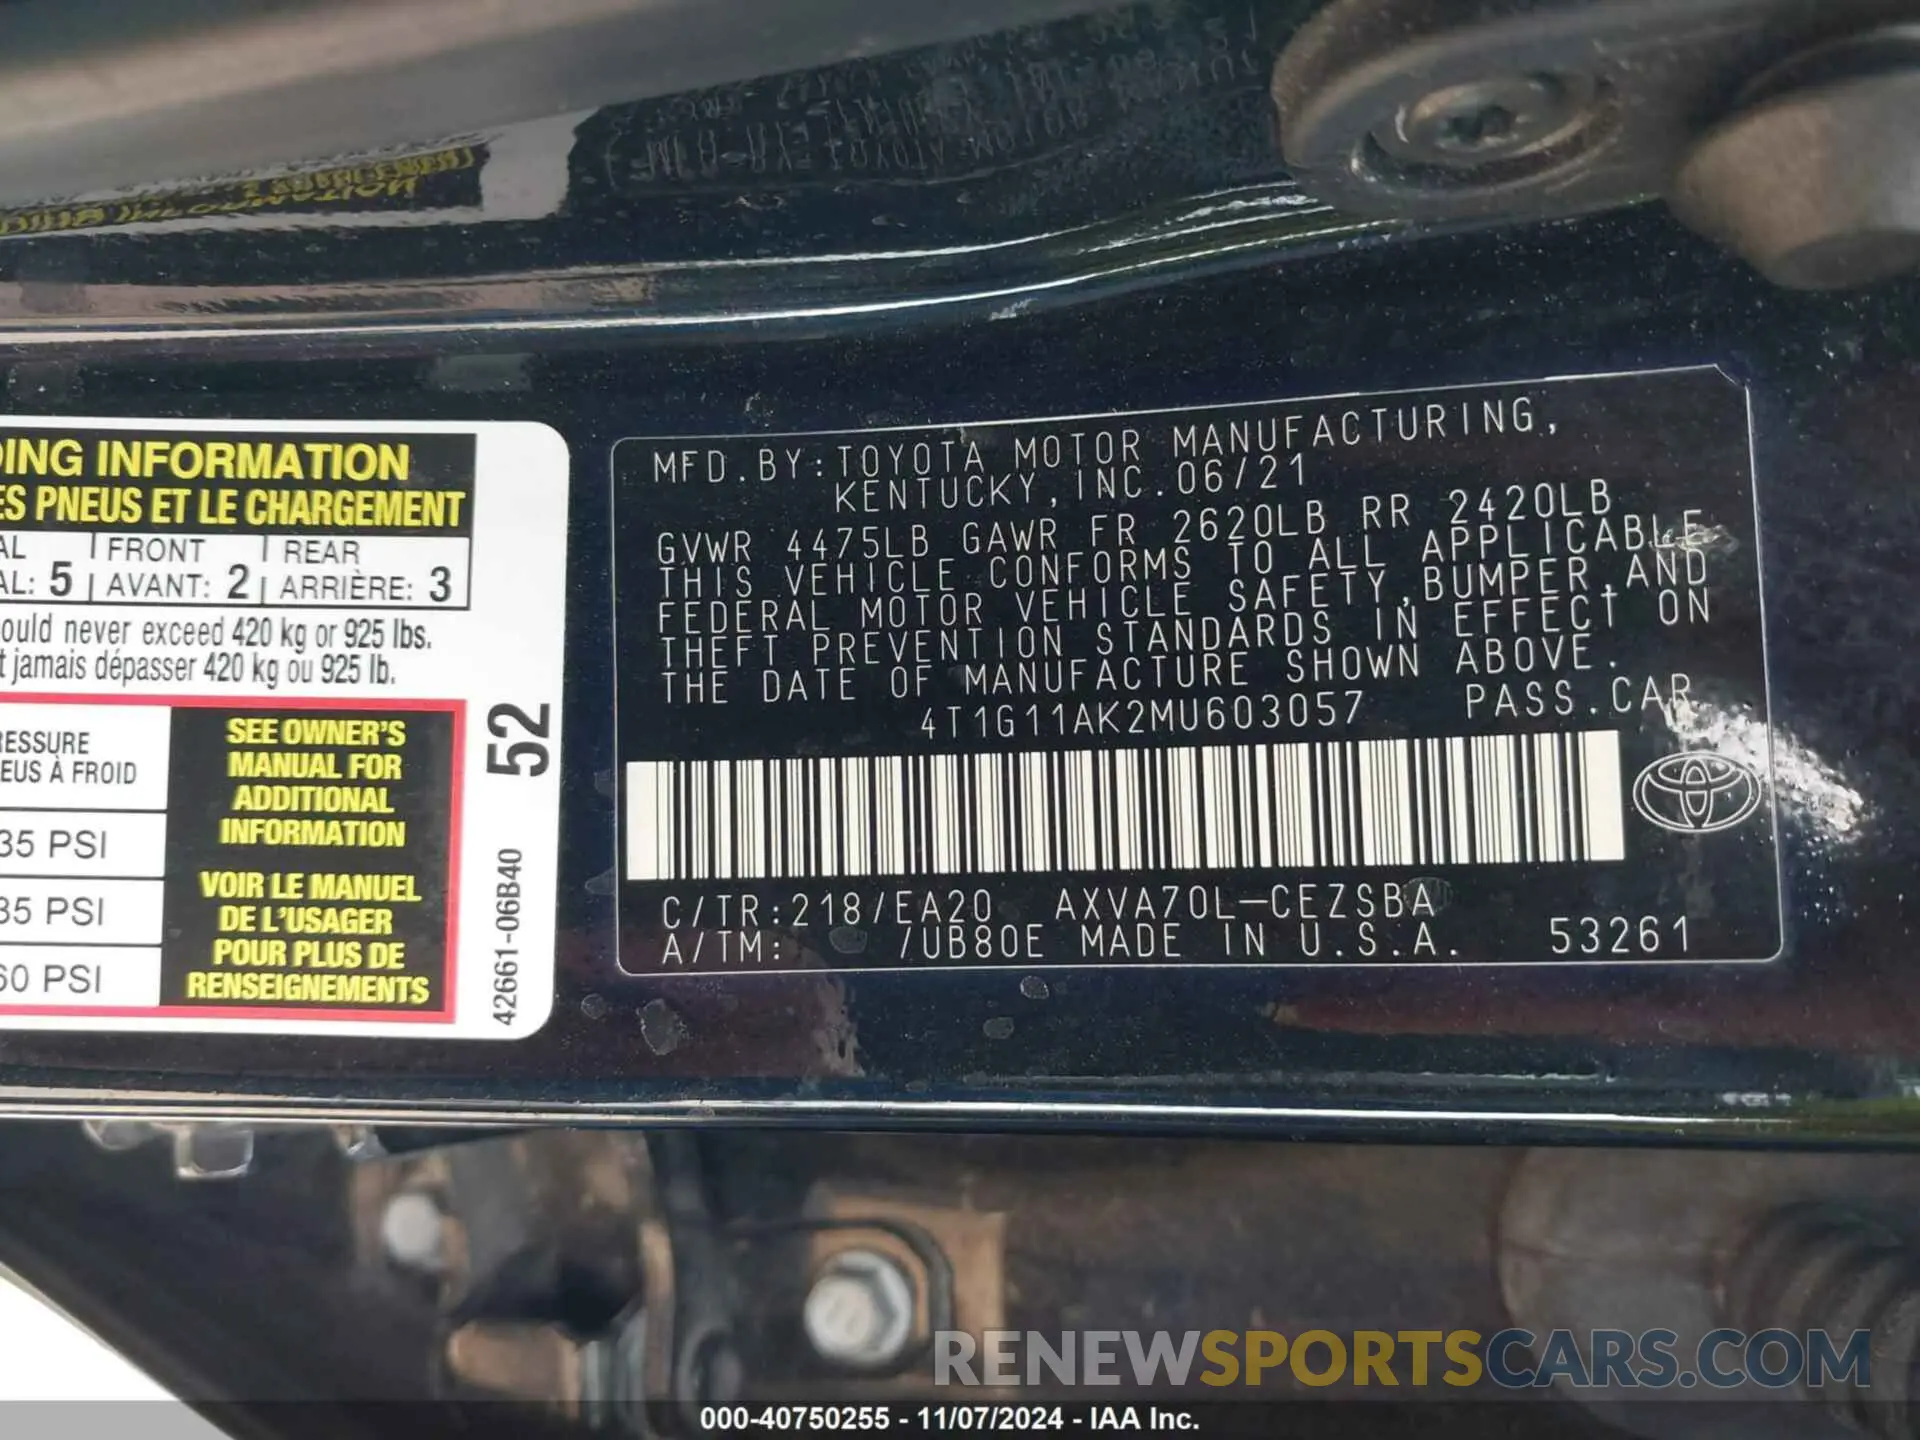 DING INFORMATION
ES PNEUS ET LE CHARGEMENT
AL FRONT REAR
AL: 5 AVANT: 2 ARRIÈRE: 3
ould never exceed 420 kg or 925 lbs.
t jamais dépasser 420 kg ou 925 lb.
RESSURE
EUS À FROID
35 PSI
35 PSI
60 PSI
SEE OWNER'S
MANUAL FOR
ADDITIONAL
INFORMATION
VOIR LE MANUEL
DE L'USAGER
POUR PLUS DE
RENSEIGNEMENTS
52
42661-06B40
MFD.BY:TOYOTA MOTOR MANUFACTURING,
KENTUCKY,INC.06/21
GVWR 4475LB GAWR FR 2620LB RR 2420LB
THIS VEHICLE CONFORMS TO ALL APPLICABLE
FEDERAL MOTOR VEHICLE SAFETY,BUMPER,AND
THEFT PREVENTION STANDARDS IN EFFECT ON
THE DATE OF MANUFACTURE SHOWN ABOVE.
4T1G11AK2MU603057 PASS.CAR
C/TR:218/EA20 AXVA70L-CEZSBA
A/TM: /UB80E MADE IN U.S.A. 53261
RENEWSPORTSCARS.COM
000-40750255 - 11/07/2024 - IAA Inc.